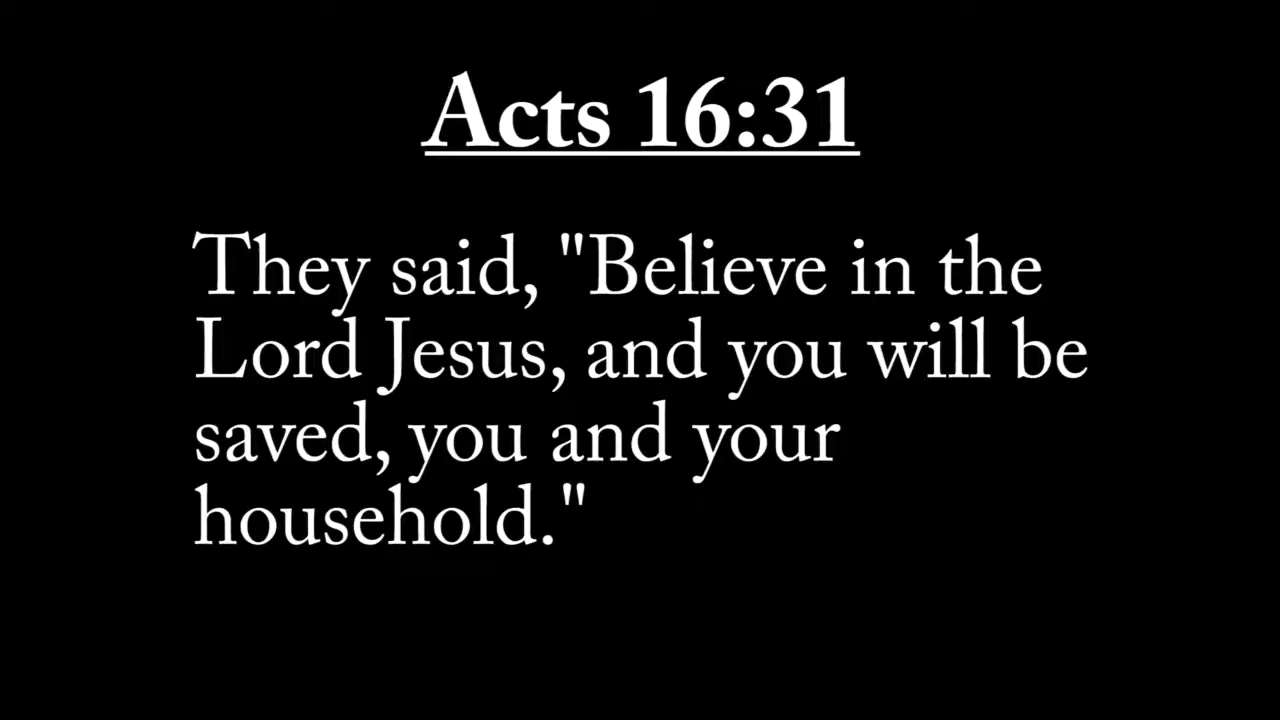 Acts 16:31
They said, "Believe in the
Lord Jesus, and you will be
saved, you and your
household."